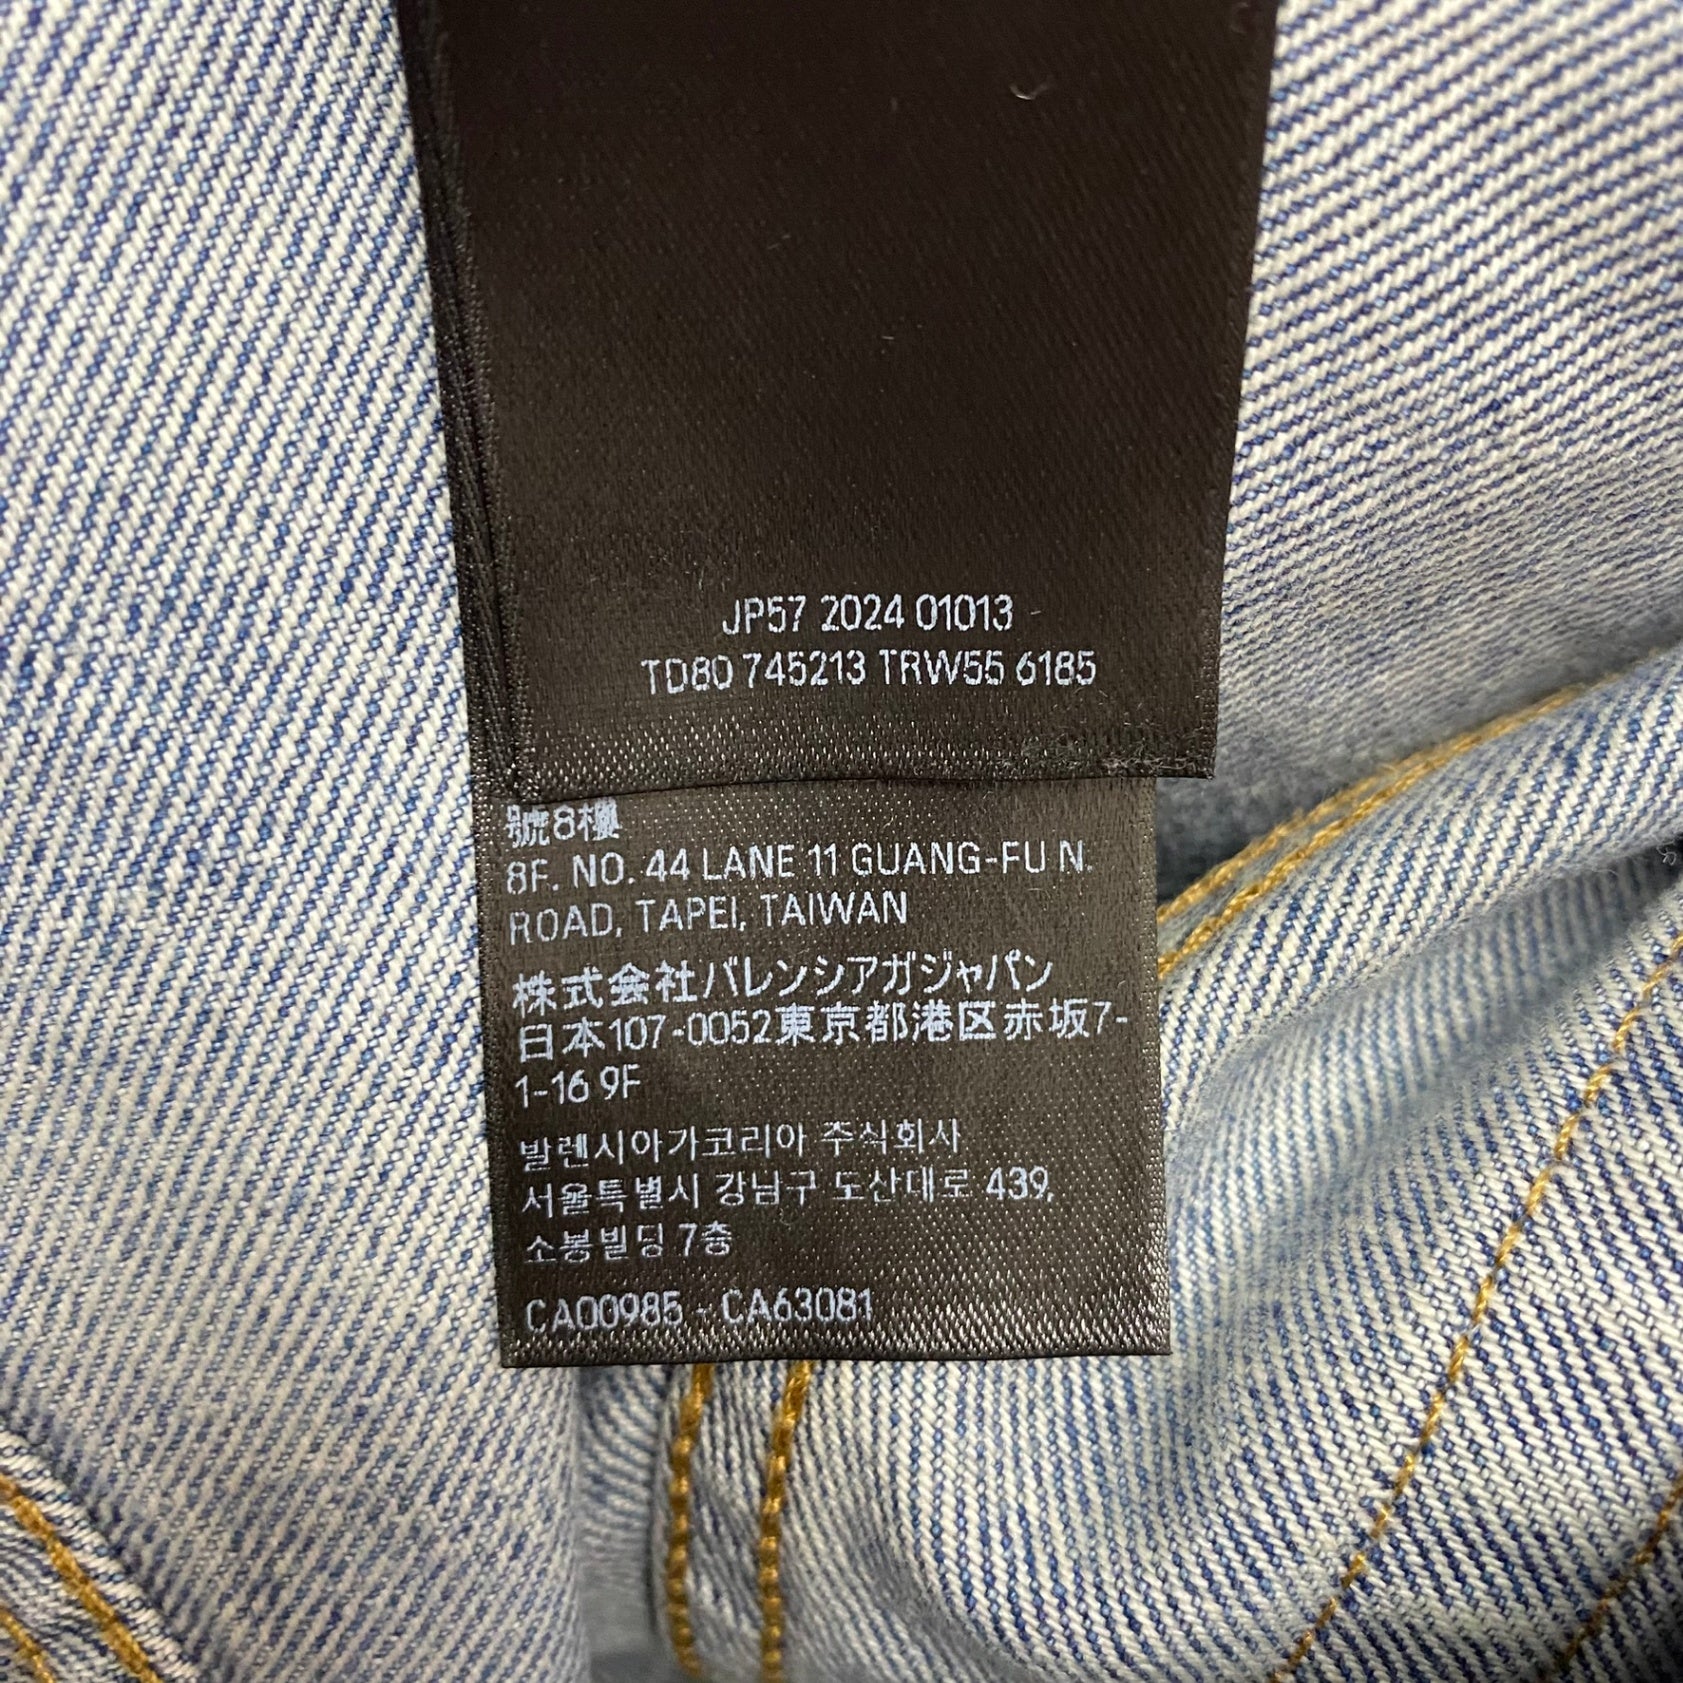 JP57 2024 01013
TD80 745213 TRW55 6185
號8樓
8F. NO. 44 LANE 11 GUANG-FU N.
ROAD, TAPEI, TAIWAN
株式会社バレンシアガジャパン
日本107-0052東京都港区赤坂7-
1-16 9F
발렌시아가코리아 주식회사
서울특별시 강남구 도산대로 439,
소봉빌딩 7층
CA00985 - CA63081